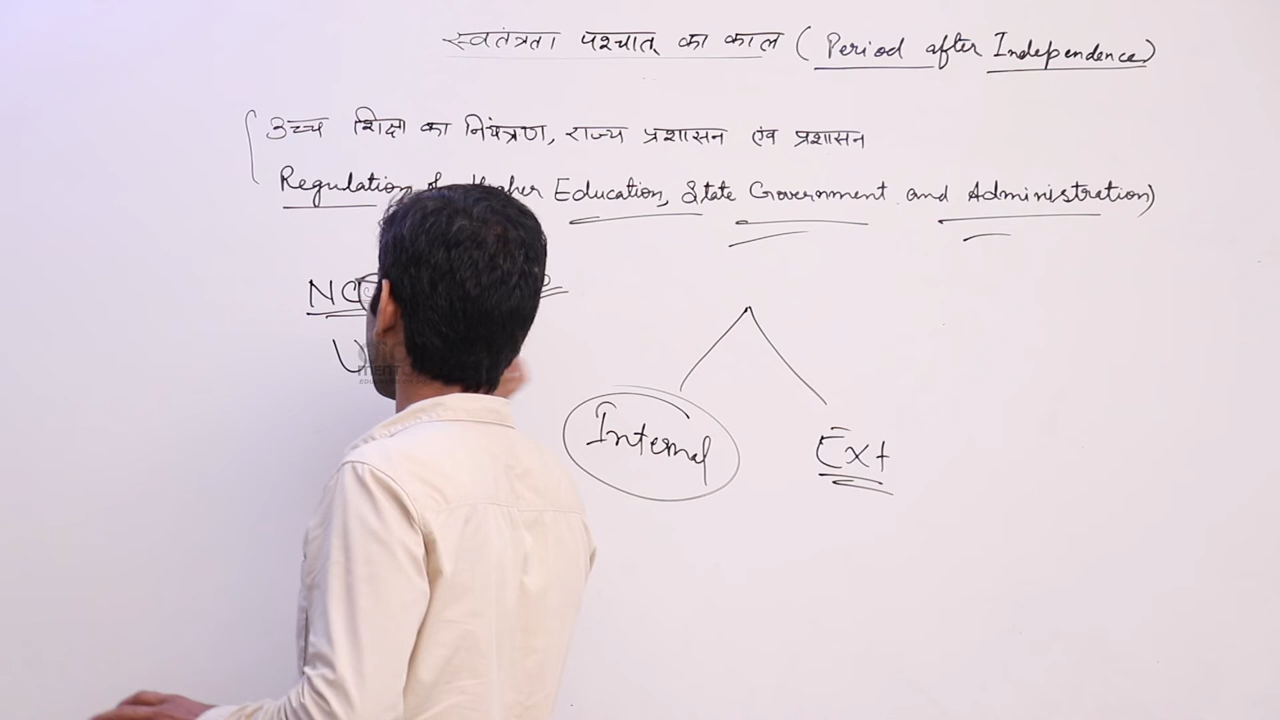 स्वतंत्रता पश्चात् का काल (Period after Independence)
उच्च शिक्षा का नियंत्रण, राज्य प्रशासन एंव प्रशासन
Regulation of Higher Education, State Government and Administration)
Internal
Ext